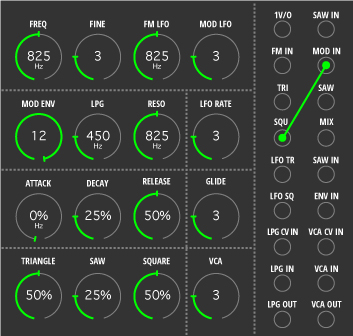 FREQ FINE FM LFO MOD LFO
825 Hz 3 825 Hz 3
MOD ENV LPG RESO LFO RATE
12 450 Hz 825 Hz 3
ATTACK DECAY RELEASE GLIDE
0% Hz 25% 50% 3
TRIANGLE SAW SQUARE VCA
50% 25% 50% 3
1V/O SAW IN
FM IN MOD IN
TRI SAW
SQU MIX
LFO TR SAW IN
LFO SQ ENV IN
LPG CV IN VCA CV IN
LPG IN VCA IN
LPG OUT VCA OUT